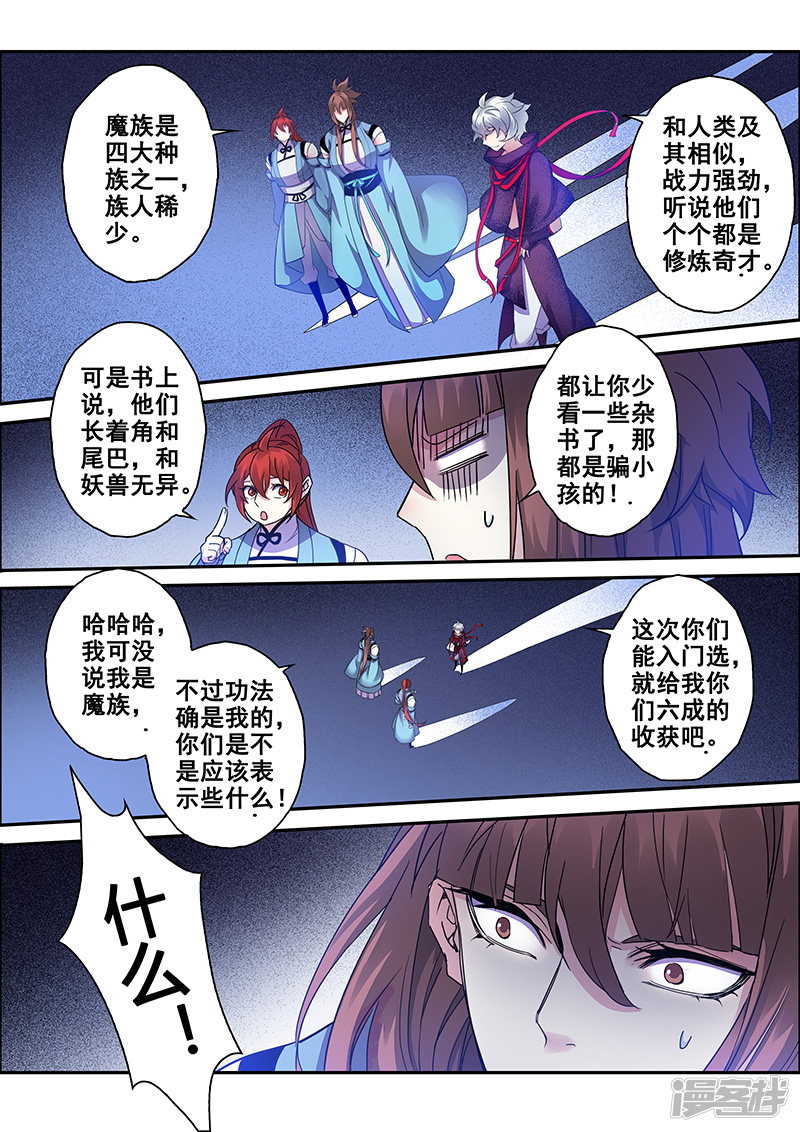 魔族是
四大种
族之一，
族人稀
少。
和人类及
其相似，
战力强劲，
听说他们
个个都是
修炼奇才。
可是书上
说，他们
长着角和
尾巴，和
妖兽无异。
都让你少
看一些杂
书了，那
都是骗小
孩的！
哈哈哈，
我可没
说我是
魔族，
不过功法
确是我的，
你们是不
是应该表
示些什么！
这次你们
能入门选，
就给我你
们六成的
收获吧。
什么！
漫客栈